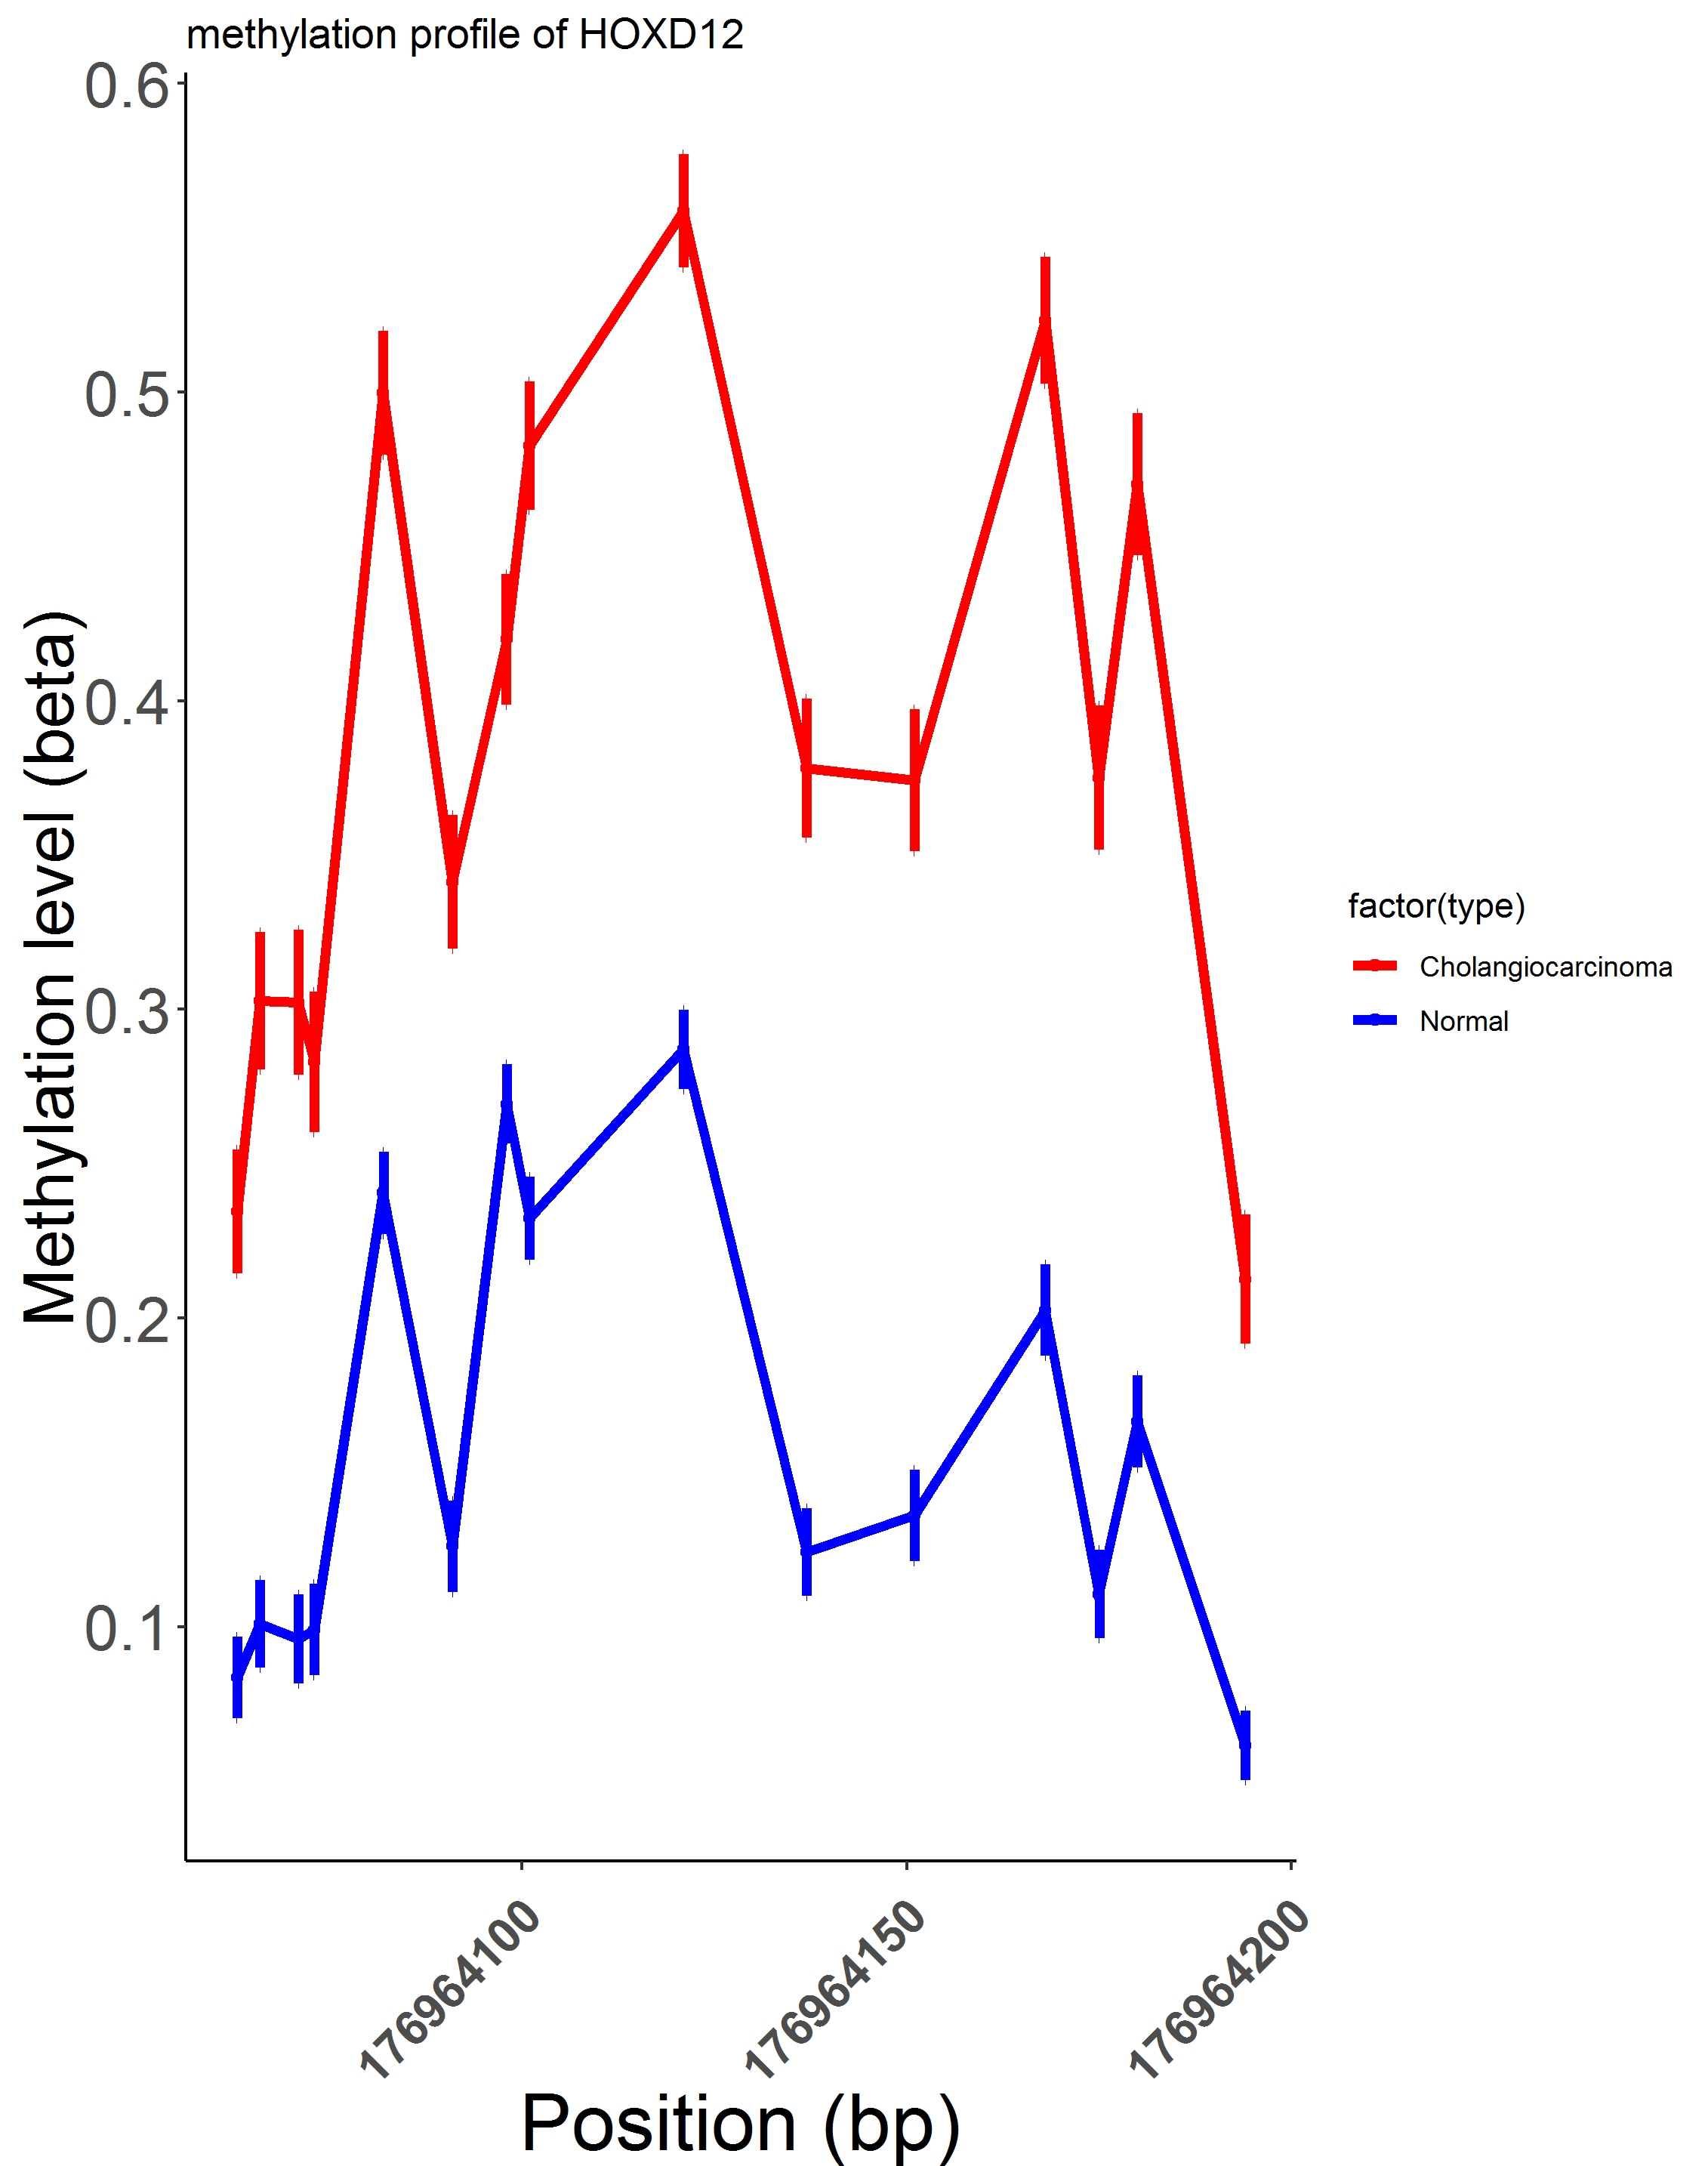 methylation profile of HOXD12
0.6
0.5
0.4
0.3
0.2
0.1
Methylation level (beta)
176964100
176964150
176964200
Position (bp)
factor(type)
Cholangiocarcinoma
Normal